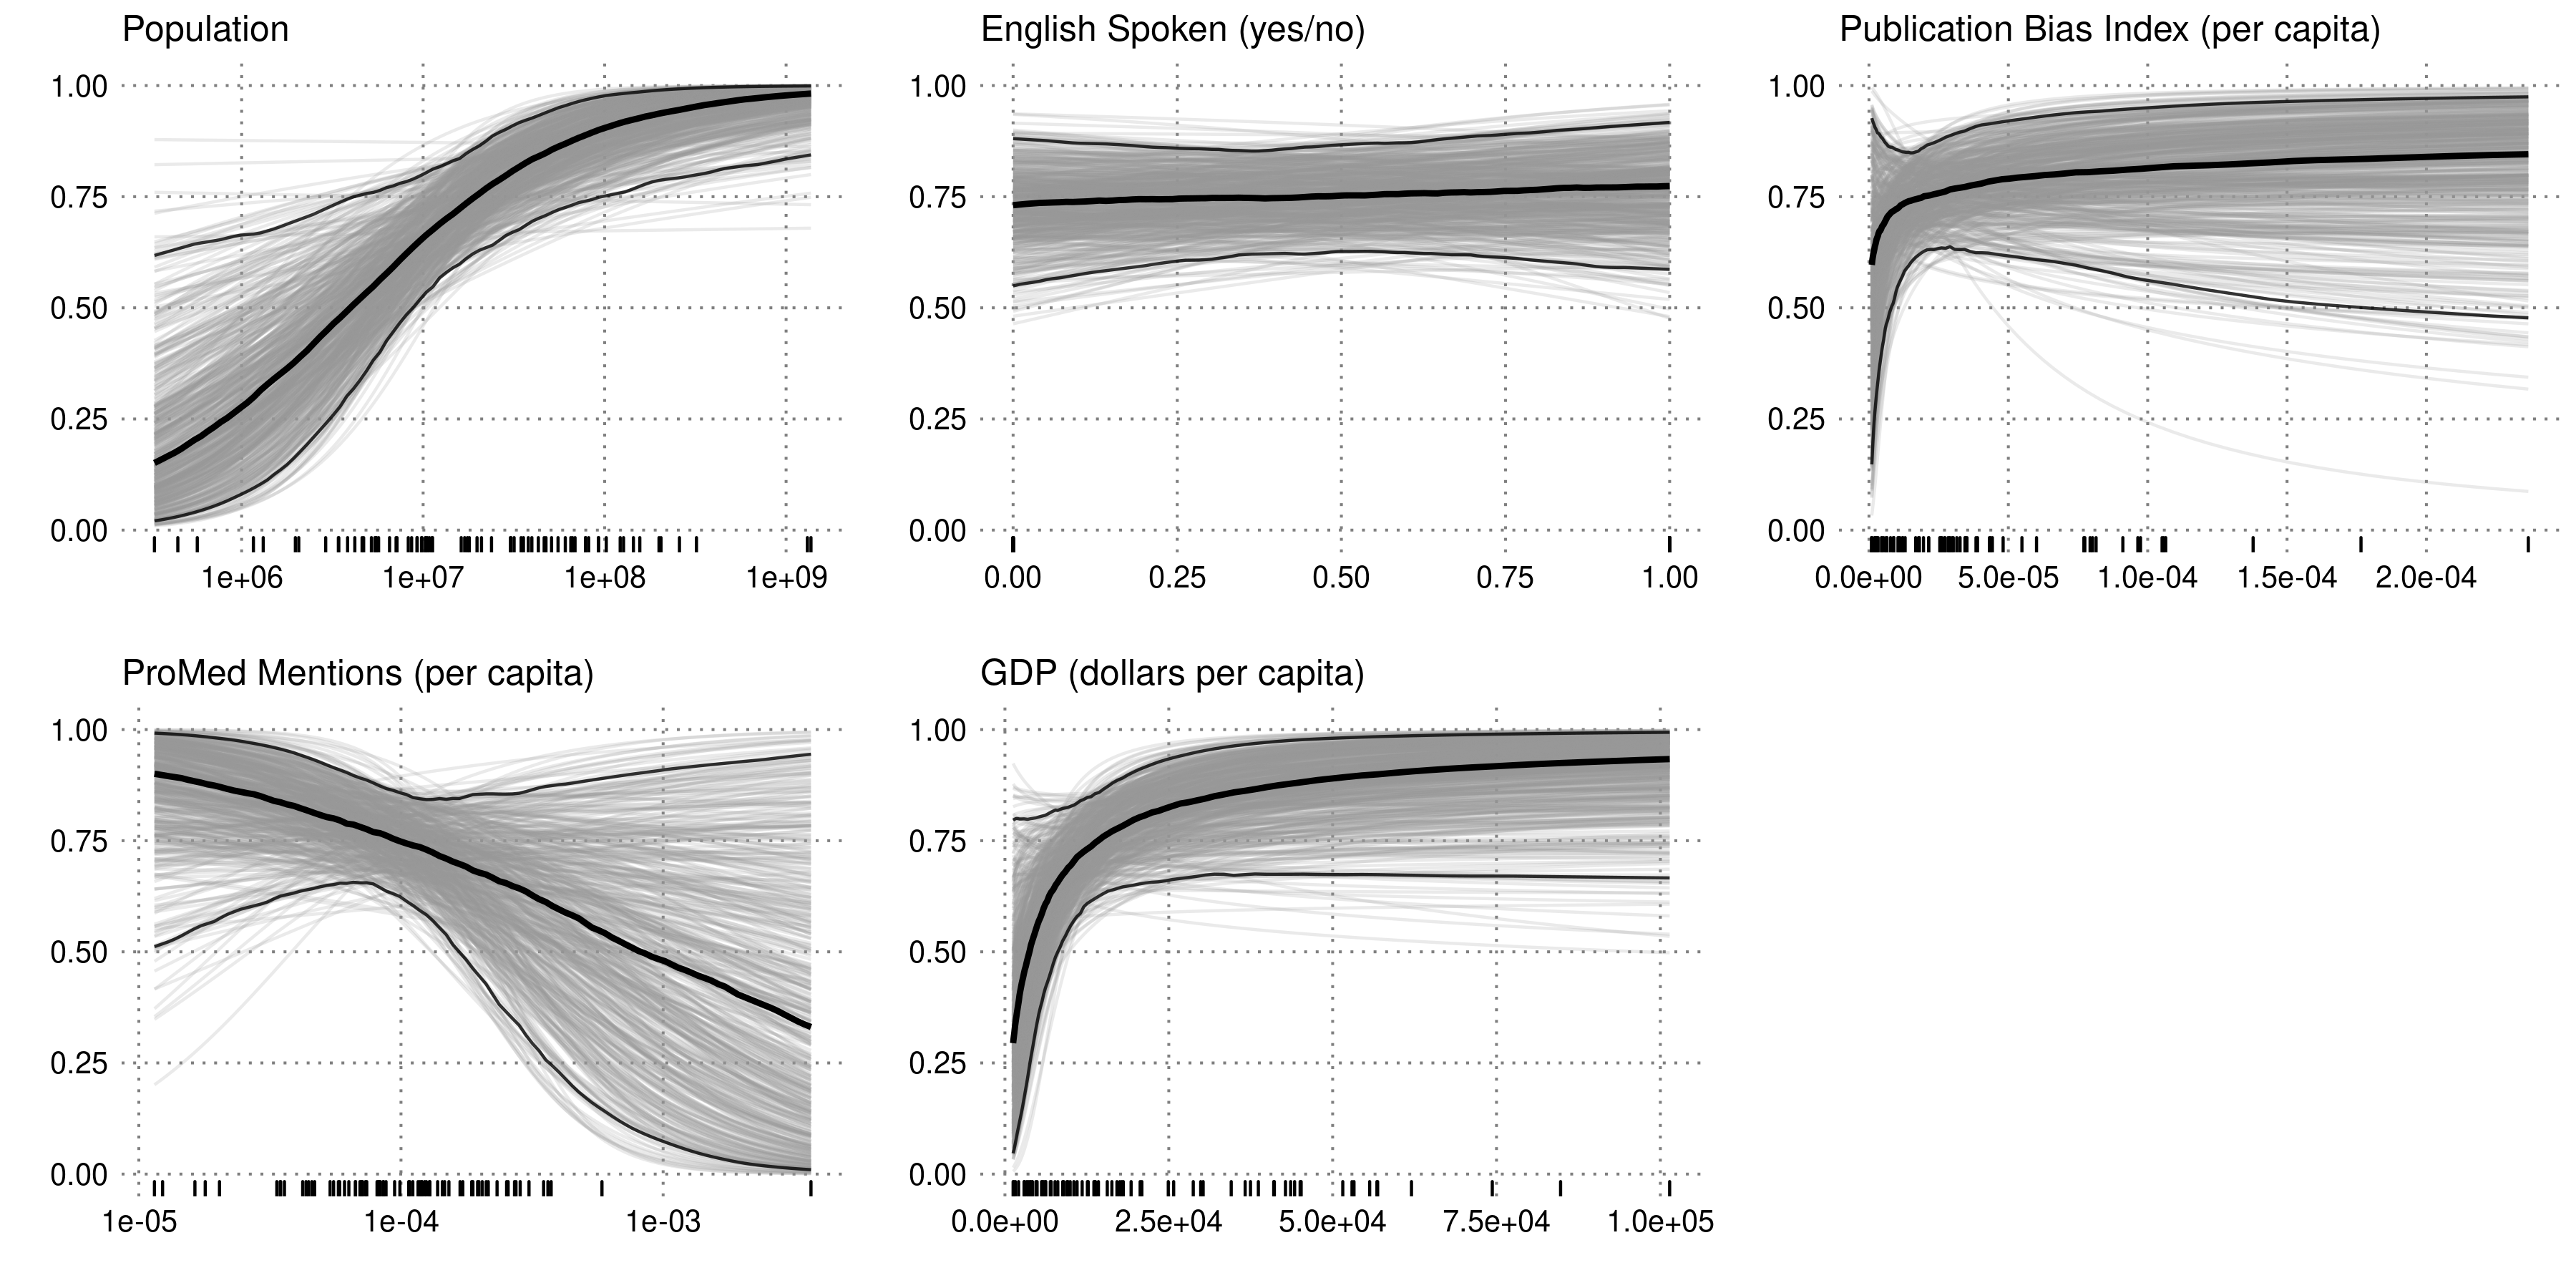 Population
English Spoken (yes/no)
Publication Bias Index (per capita)
1.00
0.75
0.50
0.25
0.00
1e+06 1e+07 1e+08 1e+09
1.00
0.75
0.50
0.25
0.00
0.00 0.25 0.50 0.75 1.00
1.00
0.75
0.50
0.25
0.00
0.0e+00 5.0e-05 1.0e-04 1.5e-04 2.0e-04
ProMed Mentions (per capita)
GDP (dollars per capita)
1.00
0.75
0.50
0.25
0.00
1e-05 1e-04 1e-03
1.00
0.75
0.50
0.25
0.00
0.0e+00 2.5e+04 5.0e+04 7.5e+04 1.0e+05